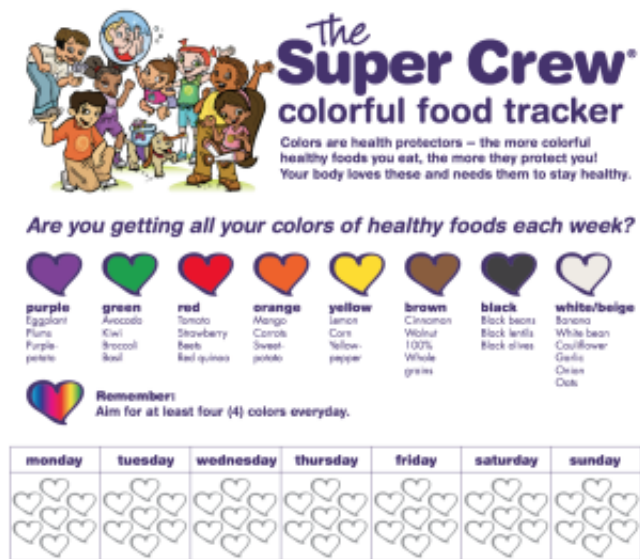 The
Super Crew®
colorful food tracker
Colors are health protectors – the more colorful
healthy foods you eat, the more they protect you!
Your body loves these and needs them to stay healthy.
Are you getting all your colors of healthy foods each week?
purple
Eggplant
Plums
Purple-
potato
green
Avocado
Kiwi
Broccoli
Basil
red
Tomato
Strawberry
Beets
Red quinoa
orange
Mango
Carrots
Sweet-
potato
yellow
Lemon
Corn
Yellow-
pepper
brown
Cinnamon
Walnut
100%
Whole
grains
black
Black beans
Black lentils
Black olives
white/beige
Banana
White bean
Cauliflower
Garlic
Onion
Oats
Remember:
Aim for at least four (4) colors everyday.
monday tuesday wednesday thursday friday saturday sunday